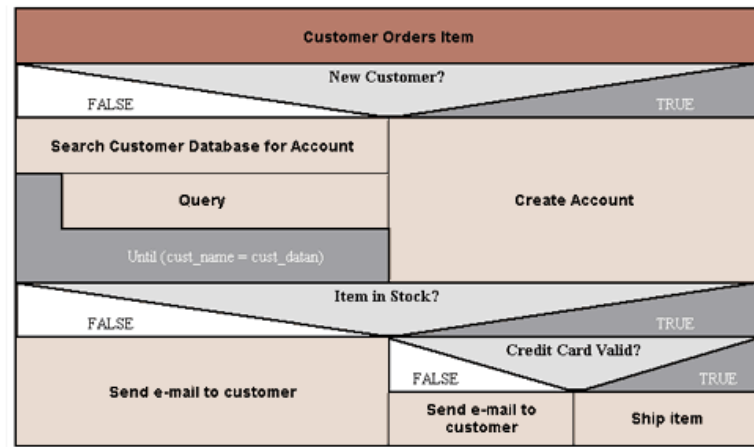 Customer Orders Item
New Customer?
FALSE
TRUE
Search Customer Database for Account
Query
Create Account
Until (cust_name = cust_datan)
Item in Stock?
FALSE
TRUE
Credit Card Valid?
Send e-mail to customer
FALSE
TRUE
Send e-mail to
customer
Ship item